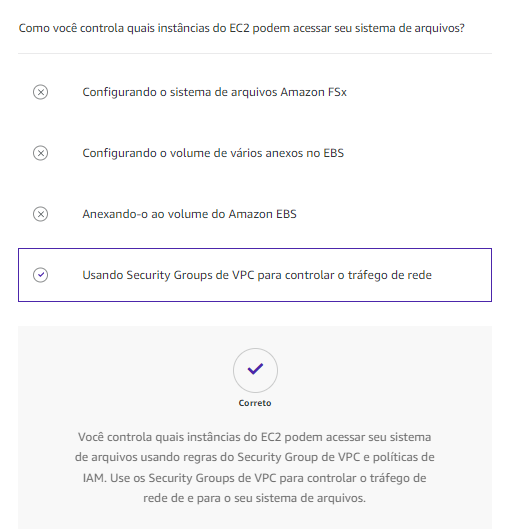 Como você controla quais instâncias do EC2 podem acessar seu sistema de arquivos?
Configurando o sistema de arquivos Amazon FSx
Configurando o volume de vários anexos no EBS
Anexando-o ao volume do Amazon EBS
Usando Security Groups de VPC para controlar o tráfego de rede
Correto
Você controla quais instâncias do EC2 podem acessar seu sistema
de arquivos usando regras do Security Group de VPC e políticas de
IAM. Use os Security Groups de VPC para controlar o tráfego de
rede de e para o seu sistema de arquivos.